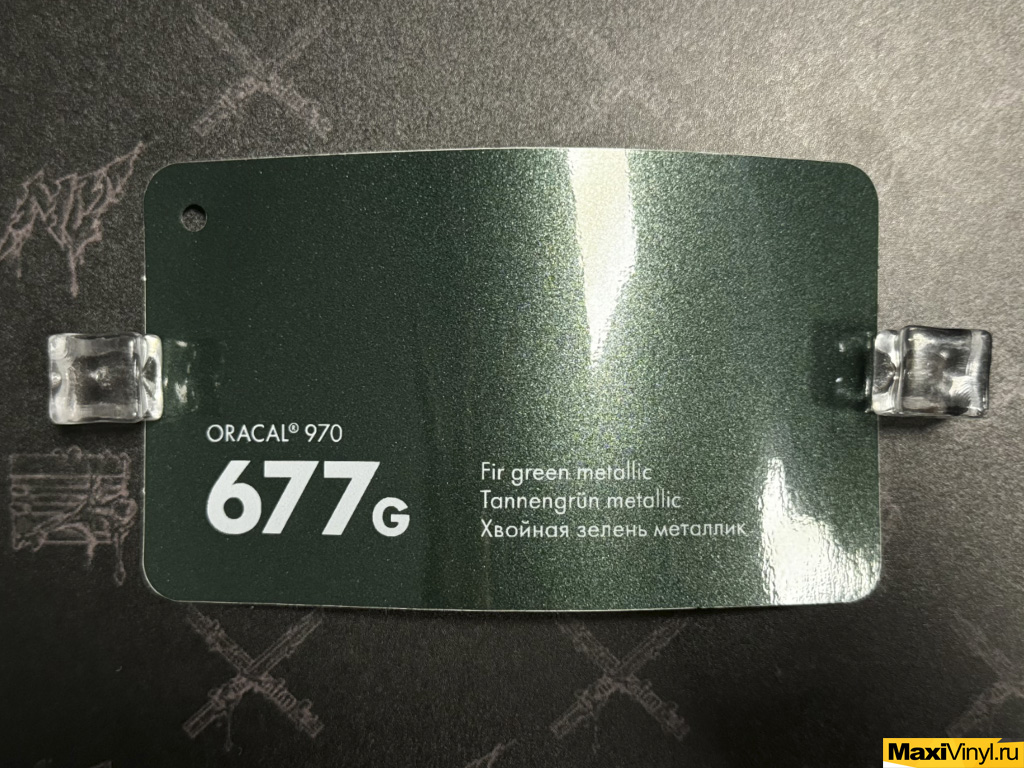 ORACAL® 970
677G
Fir green metallic
Tannengrün metallic
Хвойная зелень металлик
MaxiVinyl.ru